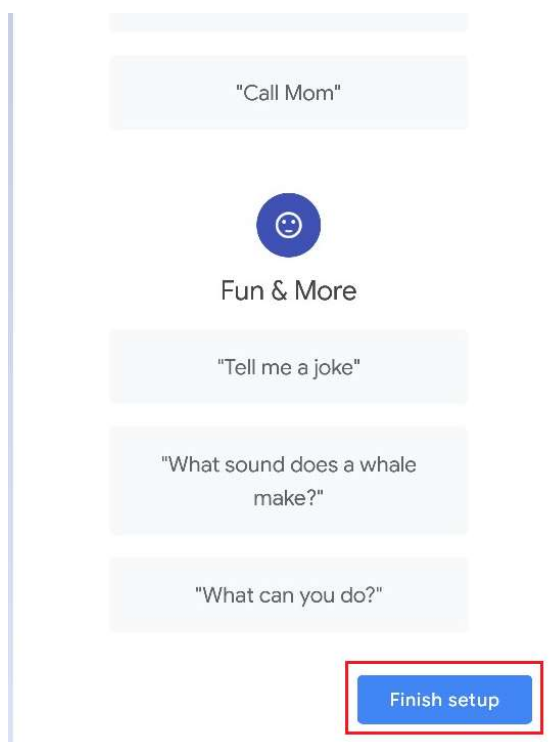 "Call Mom"
Fun & More
"Tell me a joke"
"What sound does a whale
make?"
"What can you do?"
Finish setup